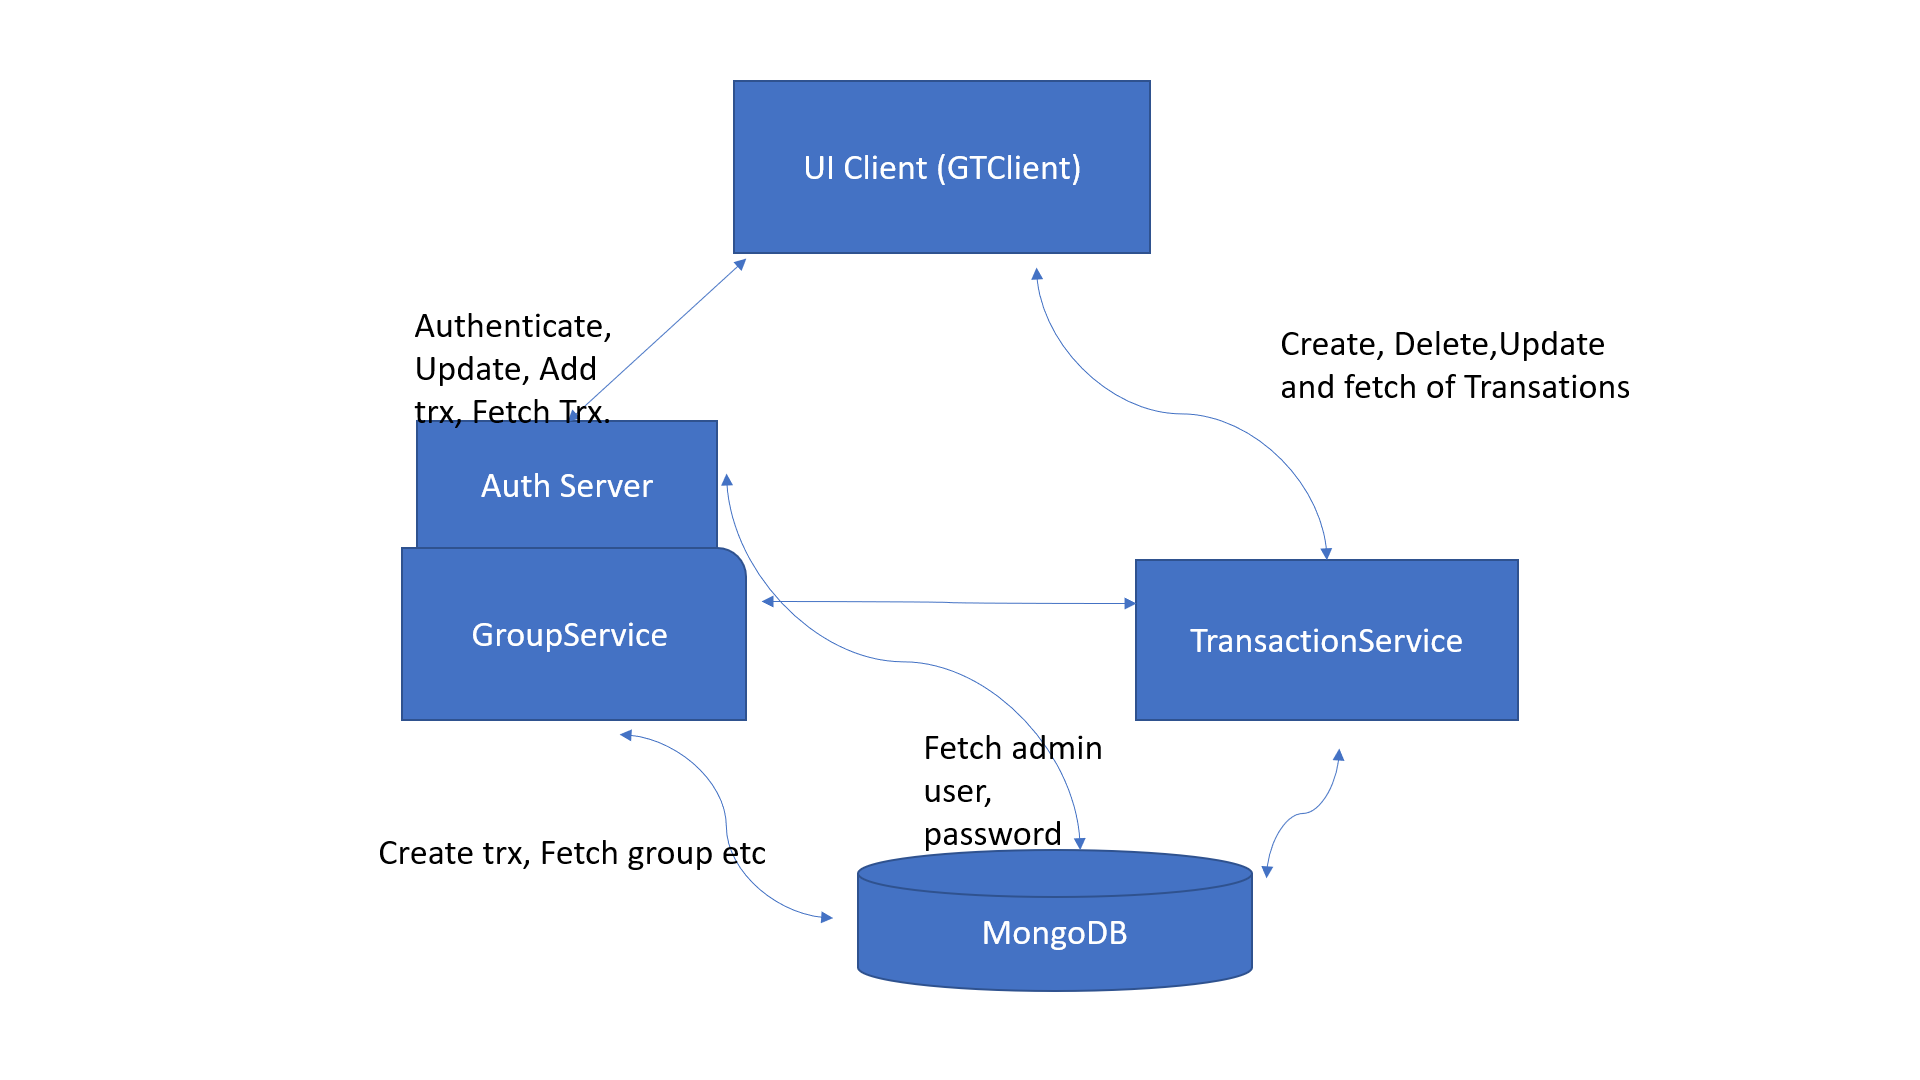 UI Client (GTClient)
Authenticate,
Update, Add
trx, Fetch Trx.
Create, Delete,Update
and fetch of Transations
Auth Server
GroupService
TransactionService
Fetch admin
user,
password
Create trx, Fetch group etc
MongoDB